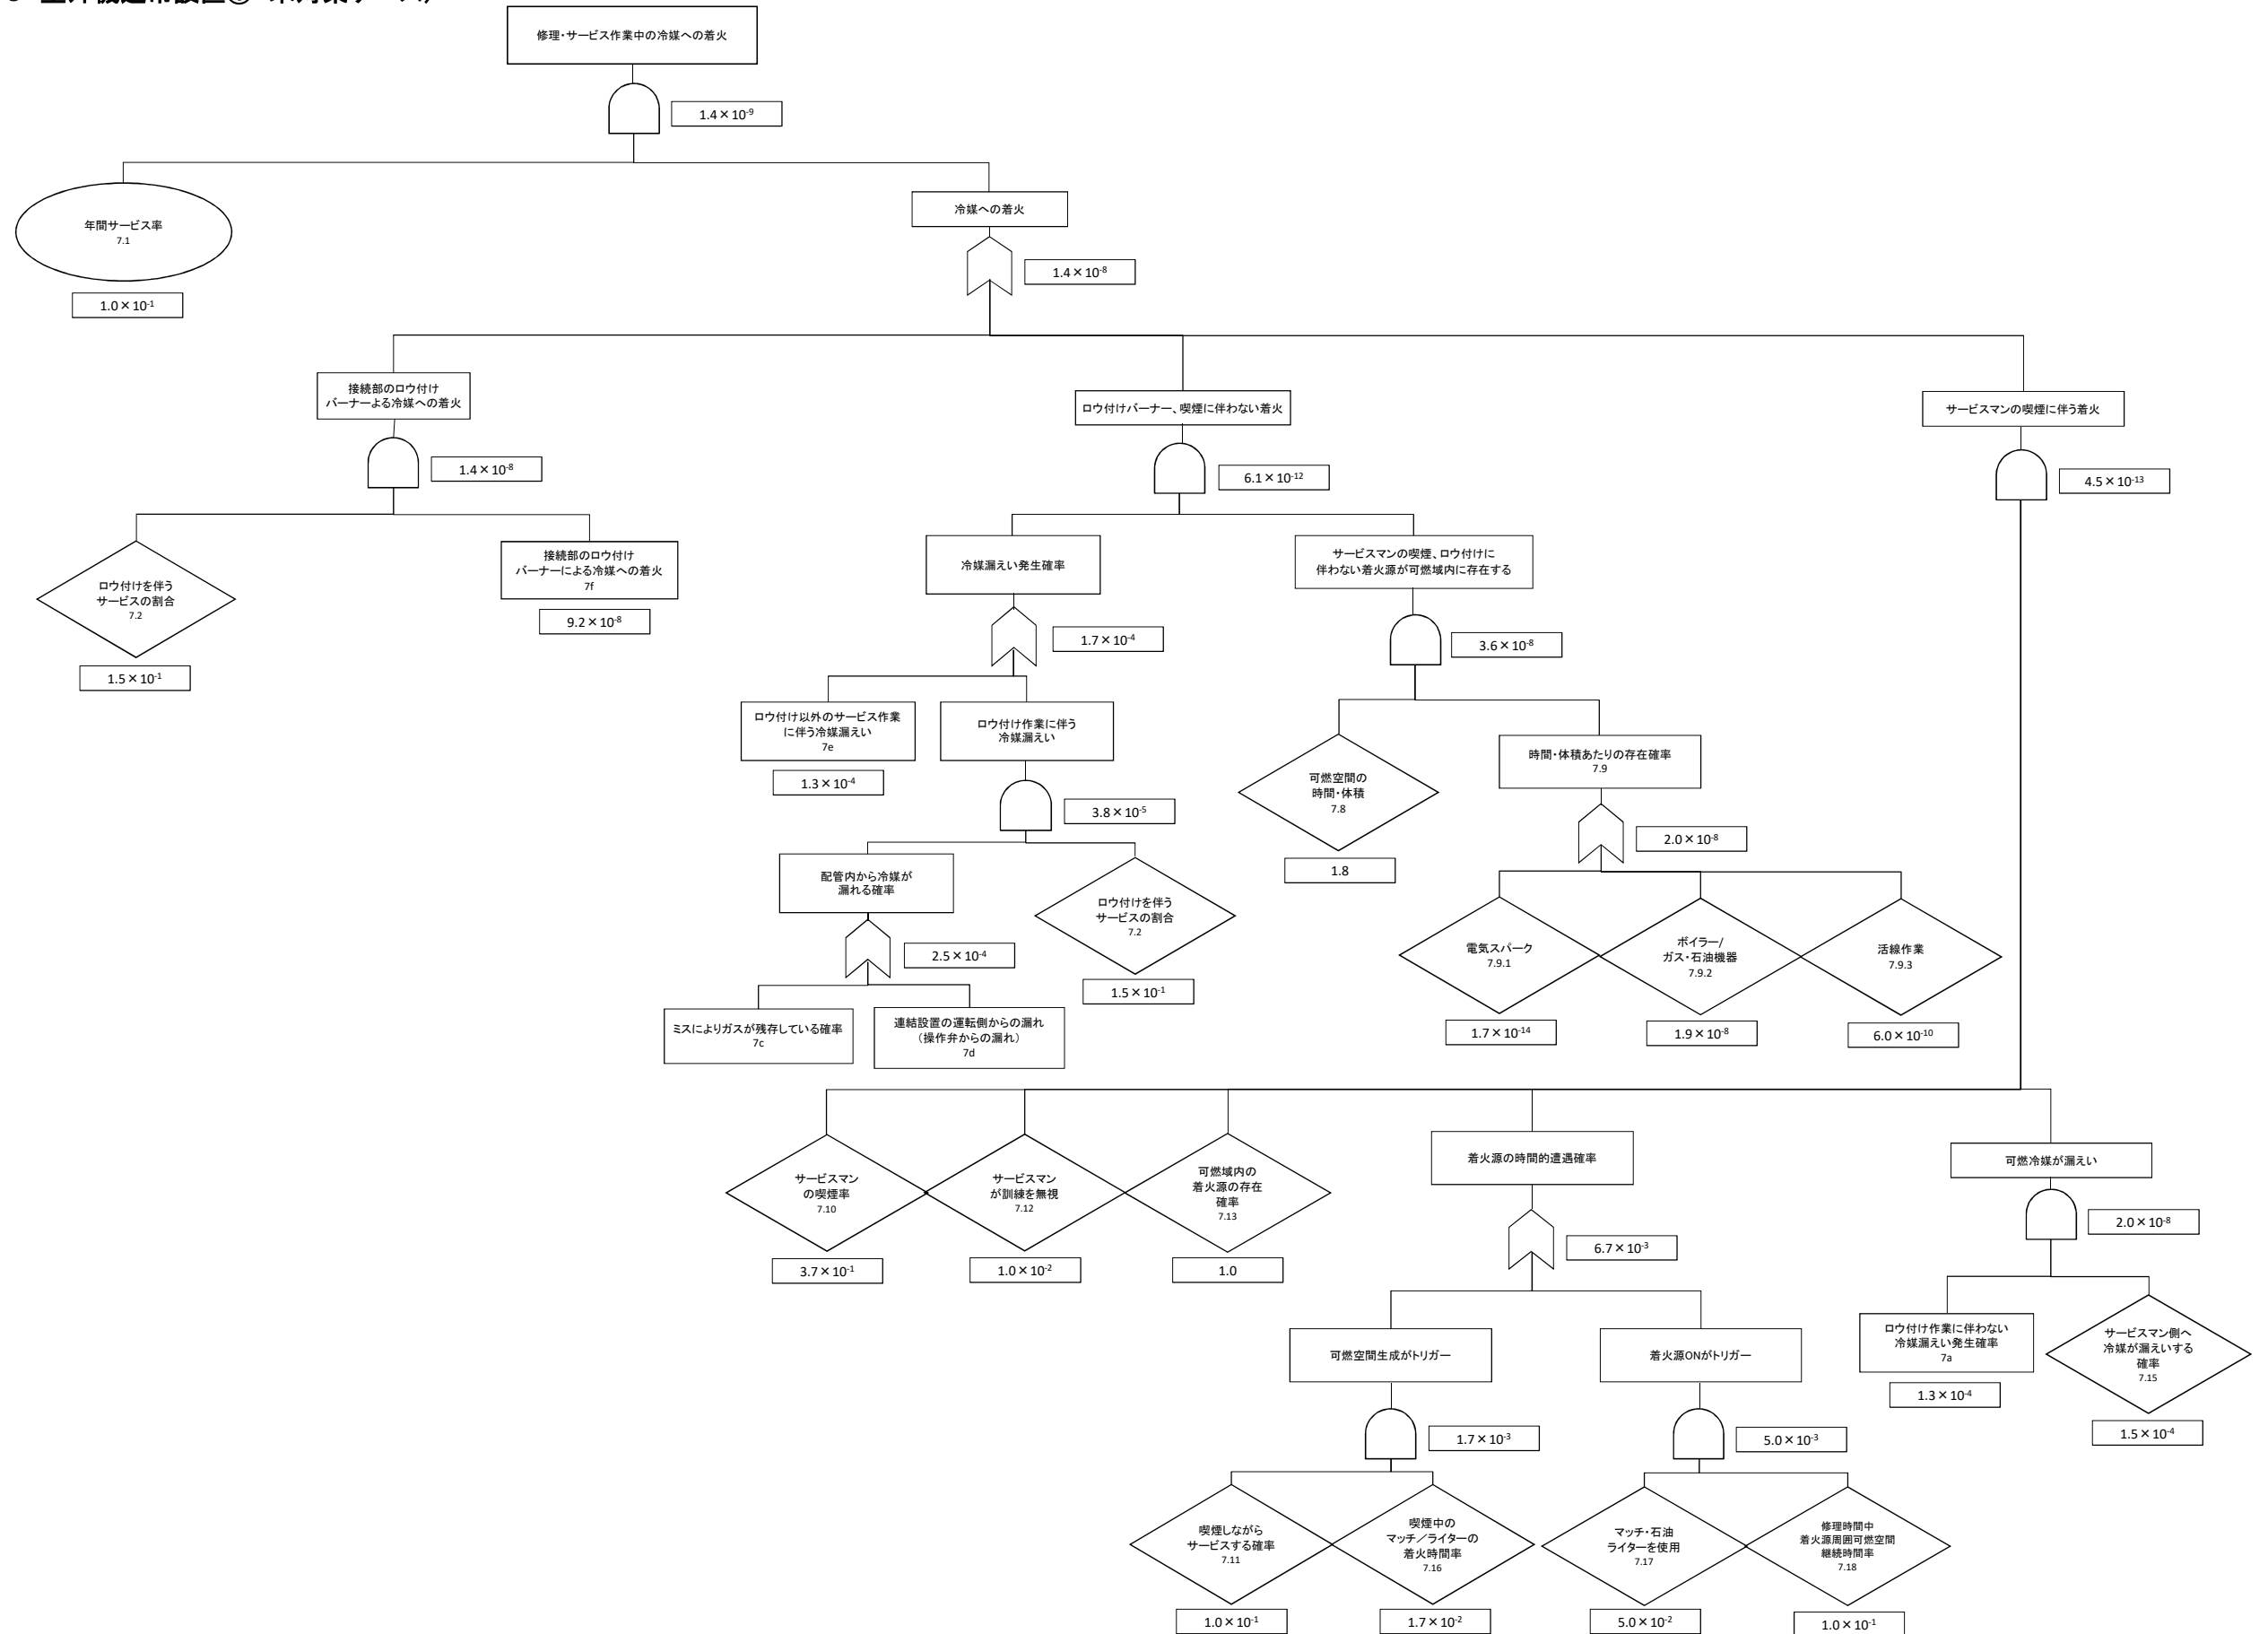 修理・サービス作業中の冷媒への着火
1.4×10⁻⁹
年間サービス率
7.1
1.0×10⁻¹
冷媒への着火
1.4×10⁻⁸
接続部のロウ付け
バーナーよる冷媒への着火
1.4×10⁻⁸
ロウ付けを伴う
サービスの割合
7.2
1.5×10⁻¹
接続部のロウ付け
バーナーによる冷媒への着火
7f
9.2×10⁻⁸
ロウ付けバーナー、喫煙に伴わない着火
6.1×10⁻¹²
冷媒漏えい発生確率
1.7×10⁻⁴
ロウ付け以外のサービス作業
に伴う冷媒漏えい
7e
1.3×10⁻⁴
ロウ付け作業に伴う
冷媒漏えい
3.8×10⁻⁵
配管内から冷媒が
漏れる確率
2.5×10⁻⁴
ミスによりガスが残存している確率
7c
連結設置の運転側からの漏れ
（操作弁からの漏れ）
7d
ロウ付けを伴う
サービスの割合
7.2
1.5×10⁻¹
サービスマンの喫煙、ロウ付けに
伴わない着火源が可燃域内に存在する
3.6×10⁻⁸
可燃空間の
時間・体積
7.8
1.8
時間・体積あたりの存在確率
7.9
2.0×10⁻⁸
電気スパーク
7.9.1
1.7×10⁻¹⁴
ボイラー/
ガス・石油機器
7.9.2
1.9×10⁻⁸
活線作業
7.9.3
6.0×10⁻¹⁰
サービスマンの喫煙に伴う着火
4.5×10⁻¹³
サービスマン
の喫煙率
7.10
3.7×10⁻¹
サービスマン
が訓練を無視
7.12
1.0×10⁻²
可燃域内の
着火源の存在
確率
7.13
1.0
着火源の時間的遭遇確率
6.7×10⁻³
可燃空間生成がトリガー
1.7×10⁻³
喫煙しながら
サービスする確率
7.11
1.0×10⁻¹
喫煙中の
マッチ／ライターの
着火時間率
7.16
1.7×10⁻²
着火源ONがトリガー
5.0×10⁻³
マッチ・石油
ライターを使用
7.17
5.0×10⁻²
修理時間中
着火源周囲可燃空間
継続時間率
7.18
1.0×10⁻¹
可燃冷媒が漏えい
2.0×10⁻⁸
ロウ付け作業に伴わない
冷媒漏えい発生確率
7a
1.3×10⁻⁴
サービスマン側へ
冷媒が漏えいする
確率
7.15
1.5×10⁻⁴